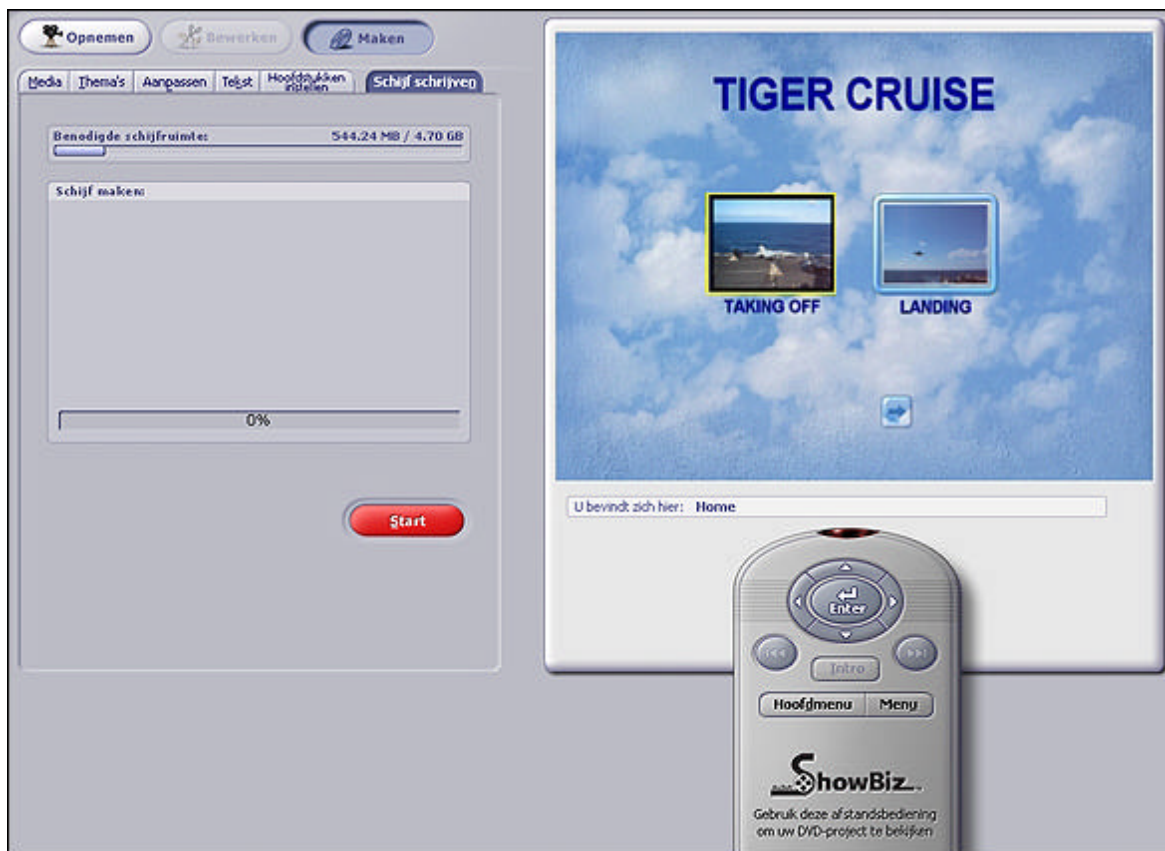 Opnemen
Bewerken
Maken
Media
Thema's
Aanpassen
Tekst
Hoofdstukken
instellen
Schijf schrijven
Benodigde schijfruimte: 544.24 MB / 4.70 GB
Schijf maken:
0%
Start
TIGER CRUISE
TAKING OFF
LANDING
U bevindt zich hier: Home
Enter
Intro
Hoofdmenu
Menu
ShowBiz
Gebruik deze afstandsbediening
om uw DVD-project te bekijken